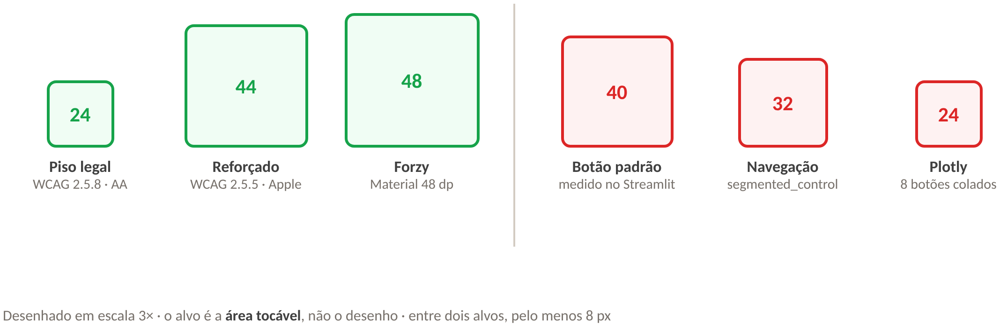 24
Piso legal
WCAG 2.5.8 · AA
44
Reforçado
WCAG 2.5.5 · Apple
48
Forzy
Material 48 dp
40
Botão padrão
medido no Streamlit
32
Navegação
segmented_control
24
Plotly
8 botões colados
Desenhado em escala 3× · o alvo é a área tocável, não o desenho · entre dois alvos, pelo menos 8 px